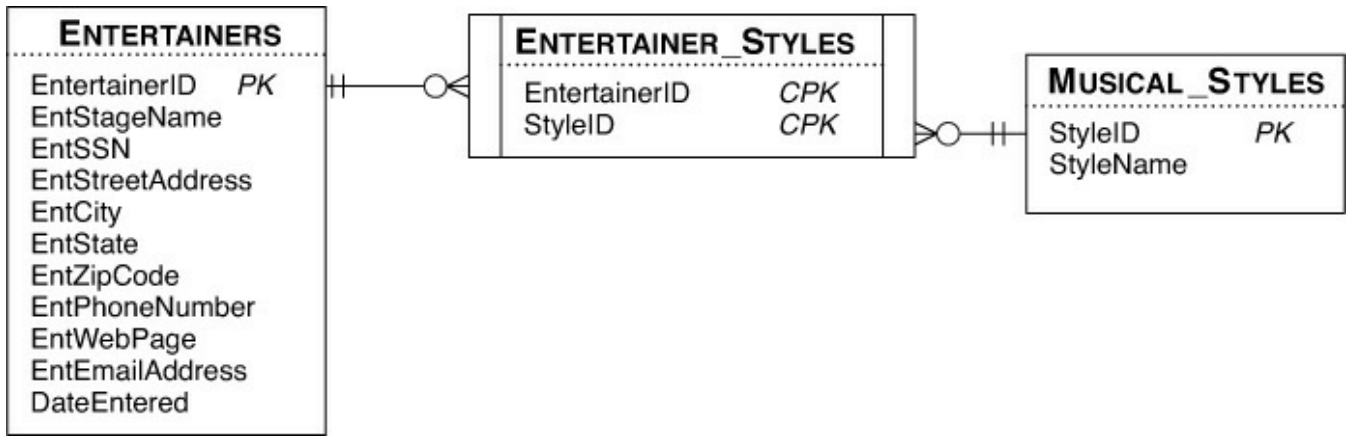 ENTERTAINERS
EntertainerID PK
EntStageName
EntSSN
EntStreetAddress
EntCity
EntState
EntZipCode
EntPhoneNumber
EntWebPage
EntEmailAddress
DateEntered
ENTERTAINER_STYLES
EntertainerID CPK
StyleID CPK
MUSICAL_STYLES
StyleID PK
StyleName